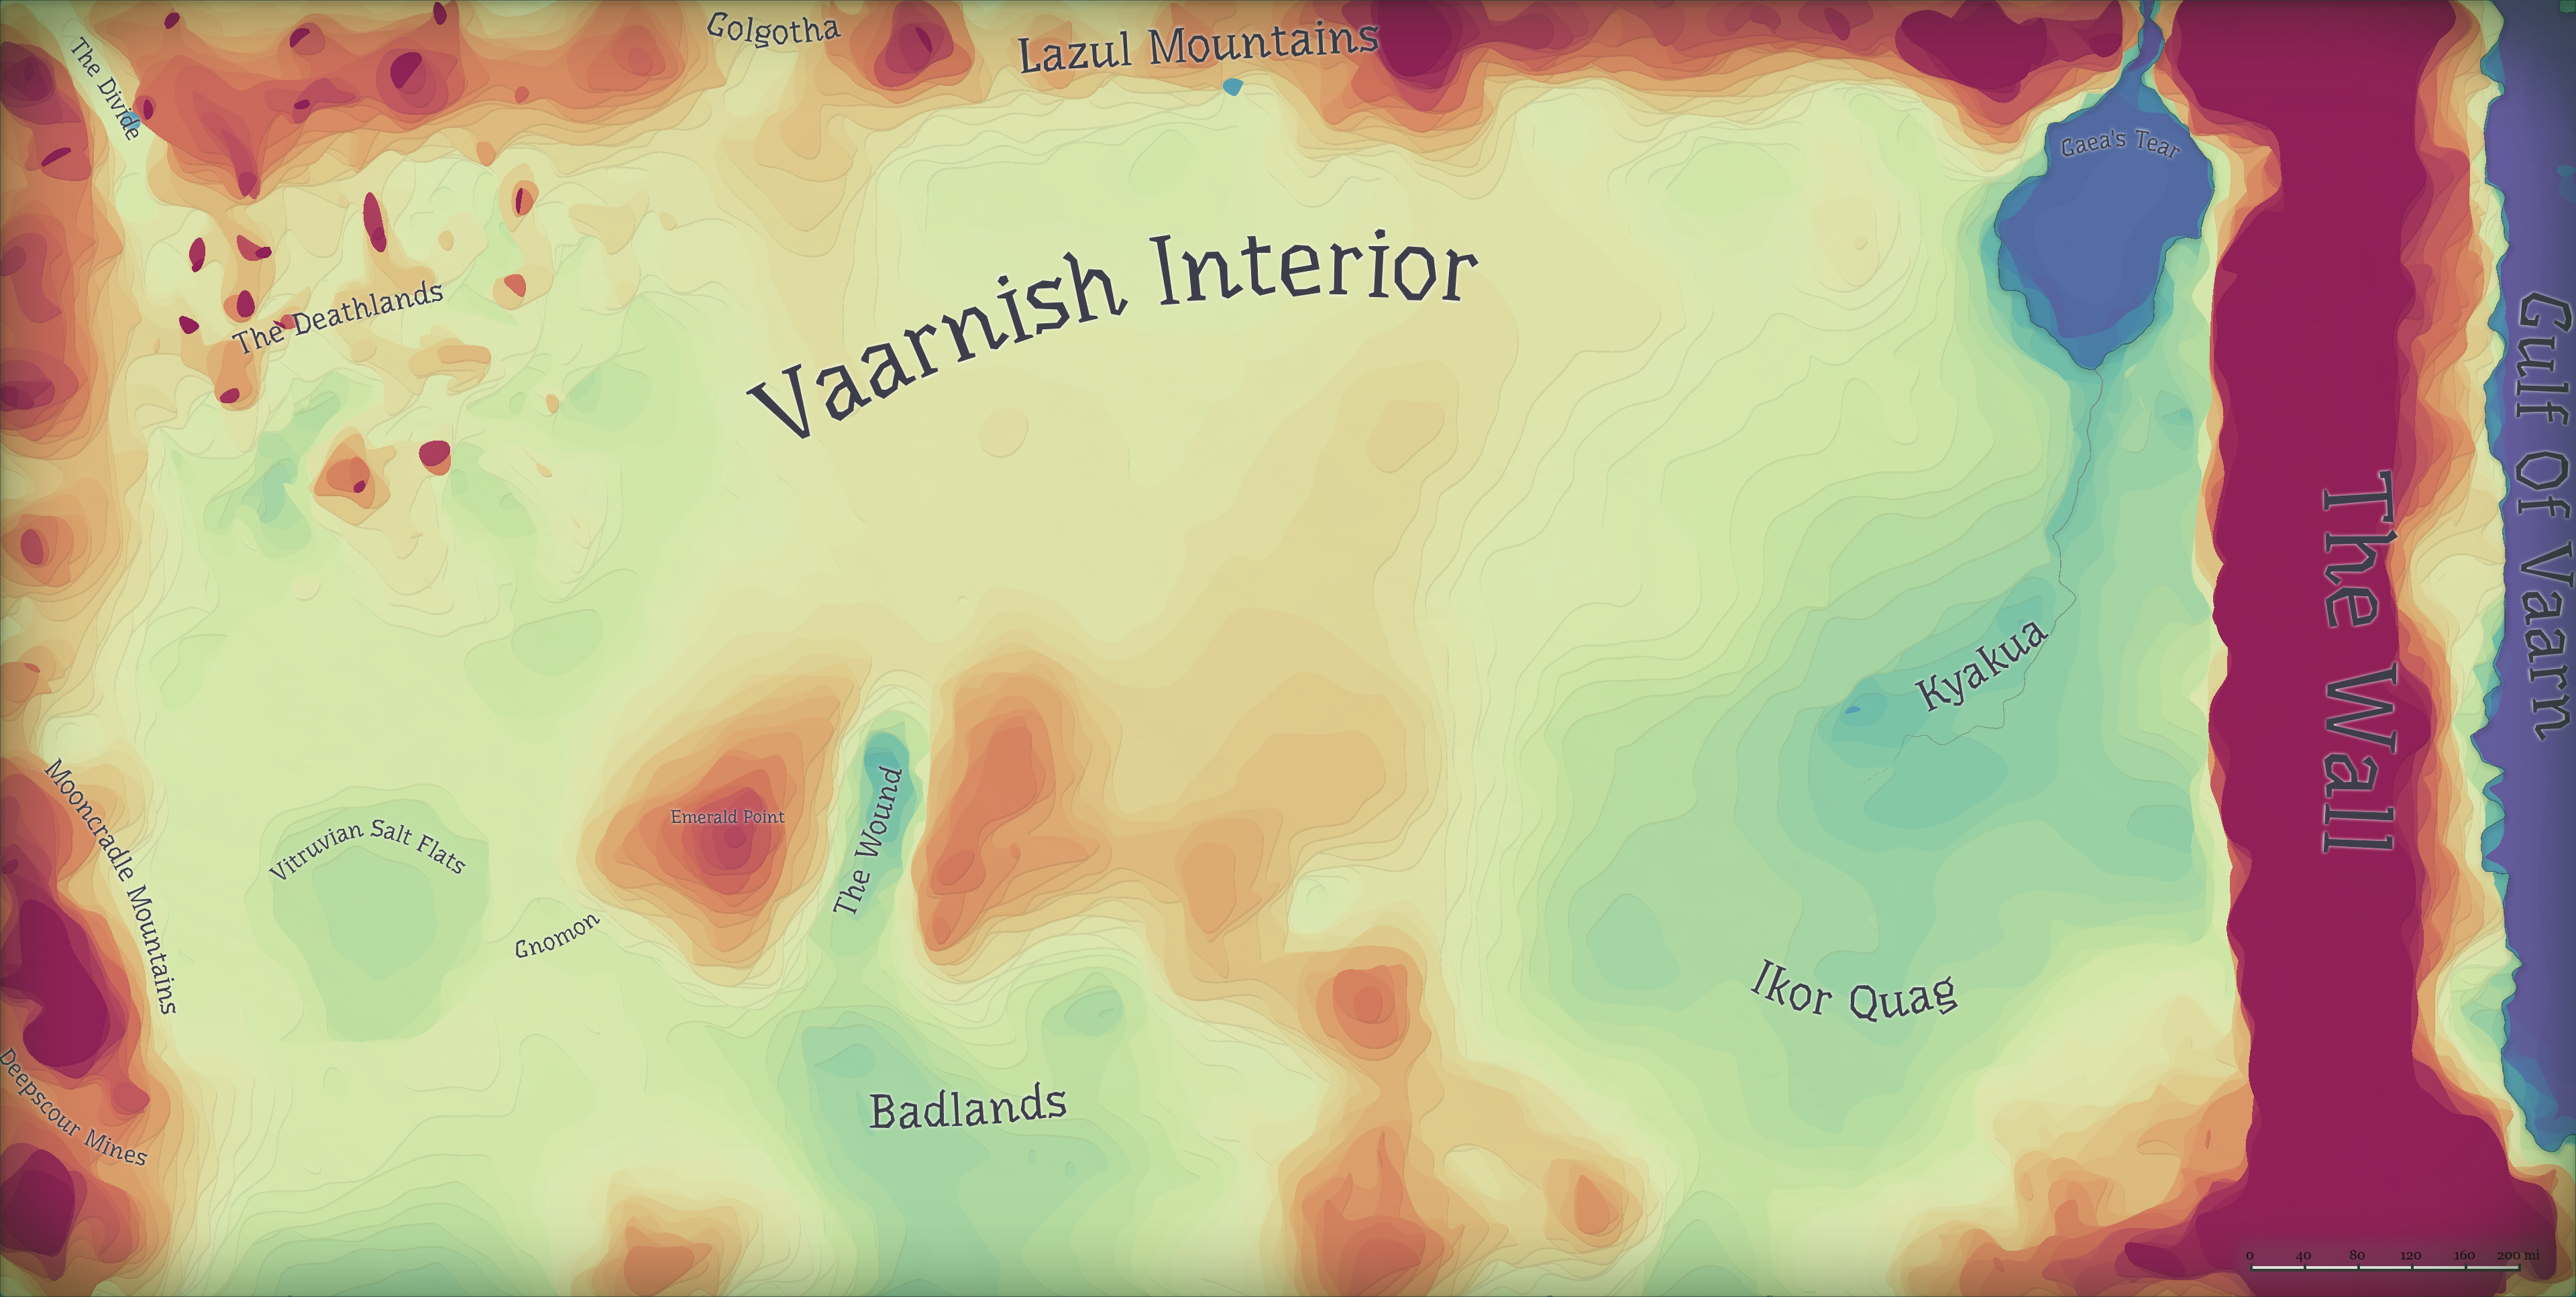 Golgotha
Lazul Mountains
The Divide
Gaea's Tear
The Deathlands
Vaarnish Interior
Gulf Of Vaarn
The Wall
Kyakua
Mooncradle Mountains
Vitruvian Salt Flats
Emerald Point
The Wound
Gnomon
Ikor Quag
Deepscour Mines
Badlands
0 40 80 120 160 200 mi